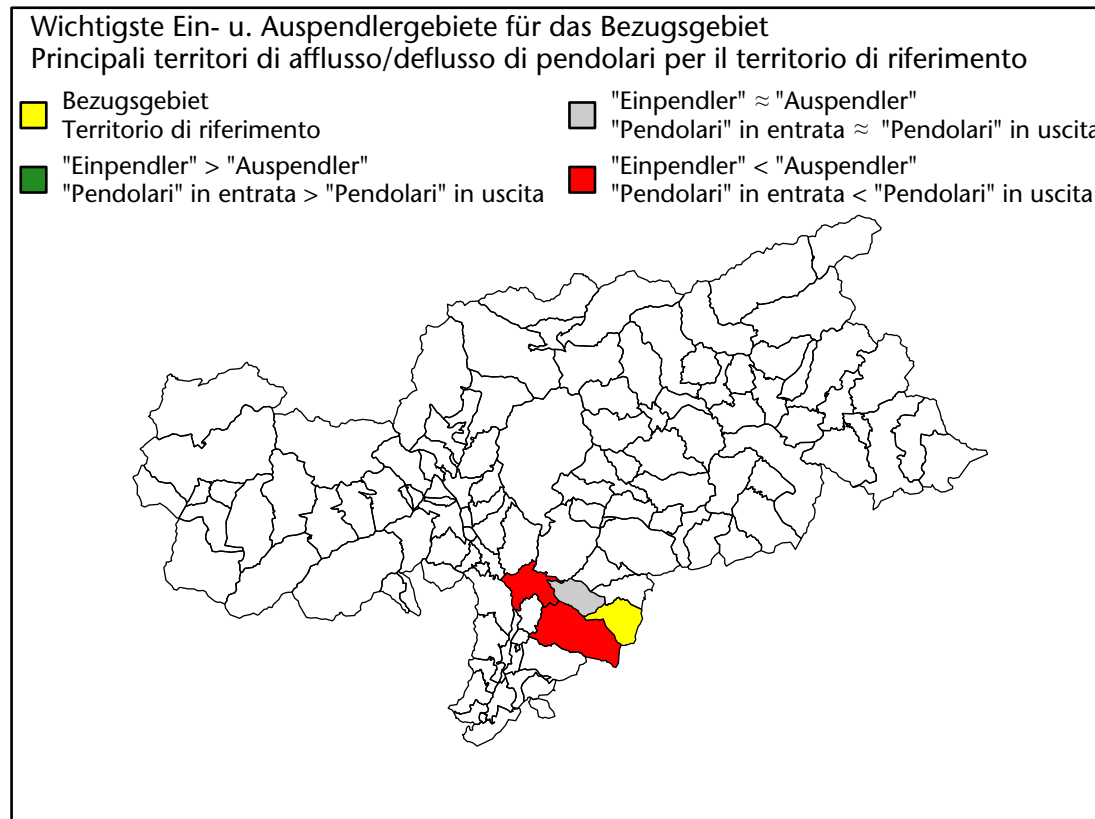 Wichtigste Ein- u. Auspendlergebiete für das Bezugsgebiet
Principali territori di afflusso/deflusso di pendolari per il territorio di riferimento
Bezugsgebiet
Territorio di riferimento
"Einpendler" > "Auspendler"
"Pendolari" in entrata > "Pendolari" in uscita
"Einpendler" ≈ "Auspendler"
"Pendolari" in entrata ≈ "Pendolari" in uscita
"Einpendler" < "Auspendler"
"Pendolari" in entrata < "Pendolari" in uscita